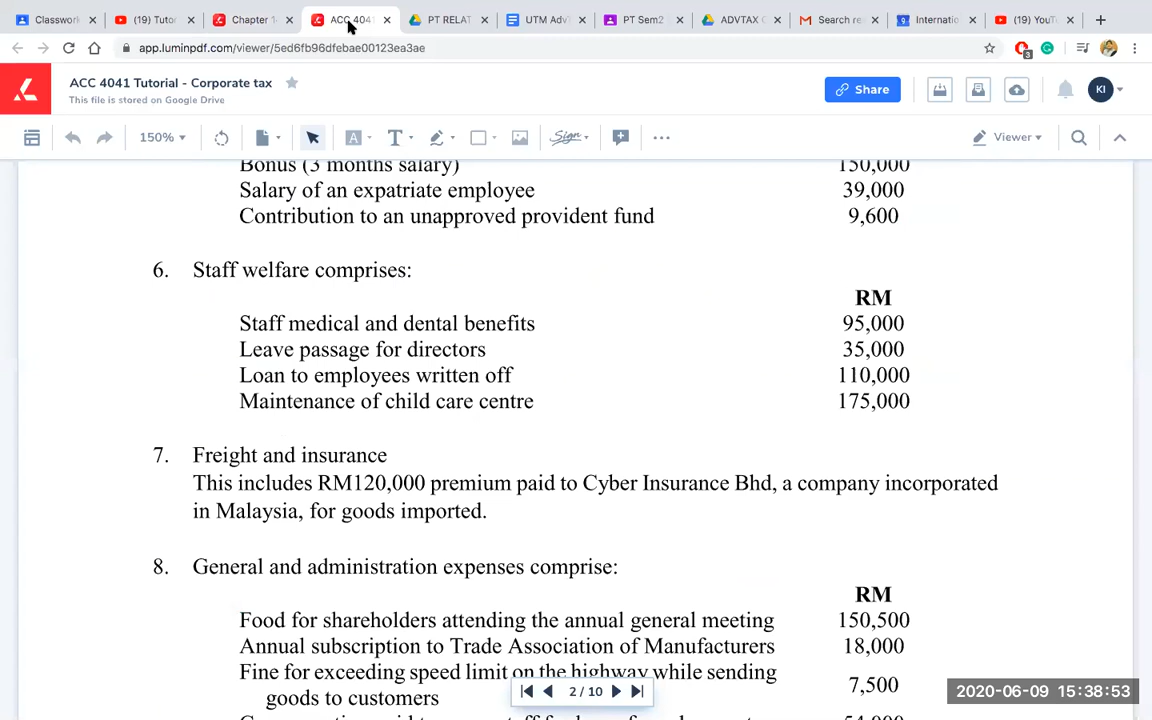 Classwork
(19) Tutor
Chapter 1
ACC 404
PT RELAT
UTM Adv
PT Sem2
ADVTAX
Search re
Internatio
(19) YouT
app.luminpdf.com/viewer/5ed6fb96dfebae00123ea3ae
3
ACC 4041 Tutorial - Corporate tax
This file is stored on Google Drive
Share
KI
150%
A
T
Sign
Viewer
Bonus (3 months salary) 150,000
Salary of an expatriate employee 39,000
Contribution to an unapproved provident fund 9,600
6. Staff welfare comprises:
RM
Staff medical and dental benefits 95,000
Leave passage for directors 35,000
Loan to employees written off 110,000
Maintenance of child care centre 175,000
7. Freight and insurance
This includes RM120,000 premium paid to Cyber Insurance Bhd, a company incorporated
in Malaysia, for goods imported.
8. General and administration expenses comprise:
RM
Food for shareholders attending the annual general meeting 150,500
Annual subscription to Trade Association of Manufacturers 18,000
Fine for exceeding speed limit on the highway while sending
goods to customers 7,500
2 / 10
2020-06-09 15:38:53